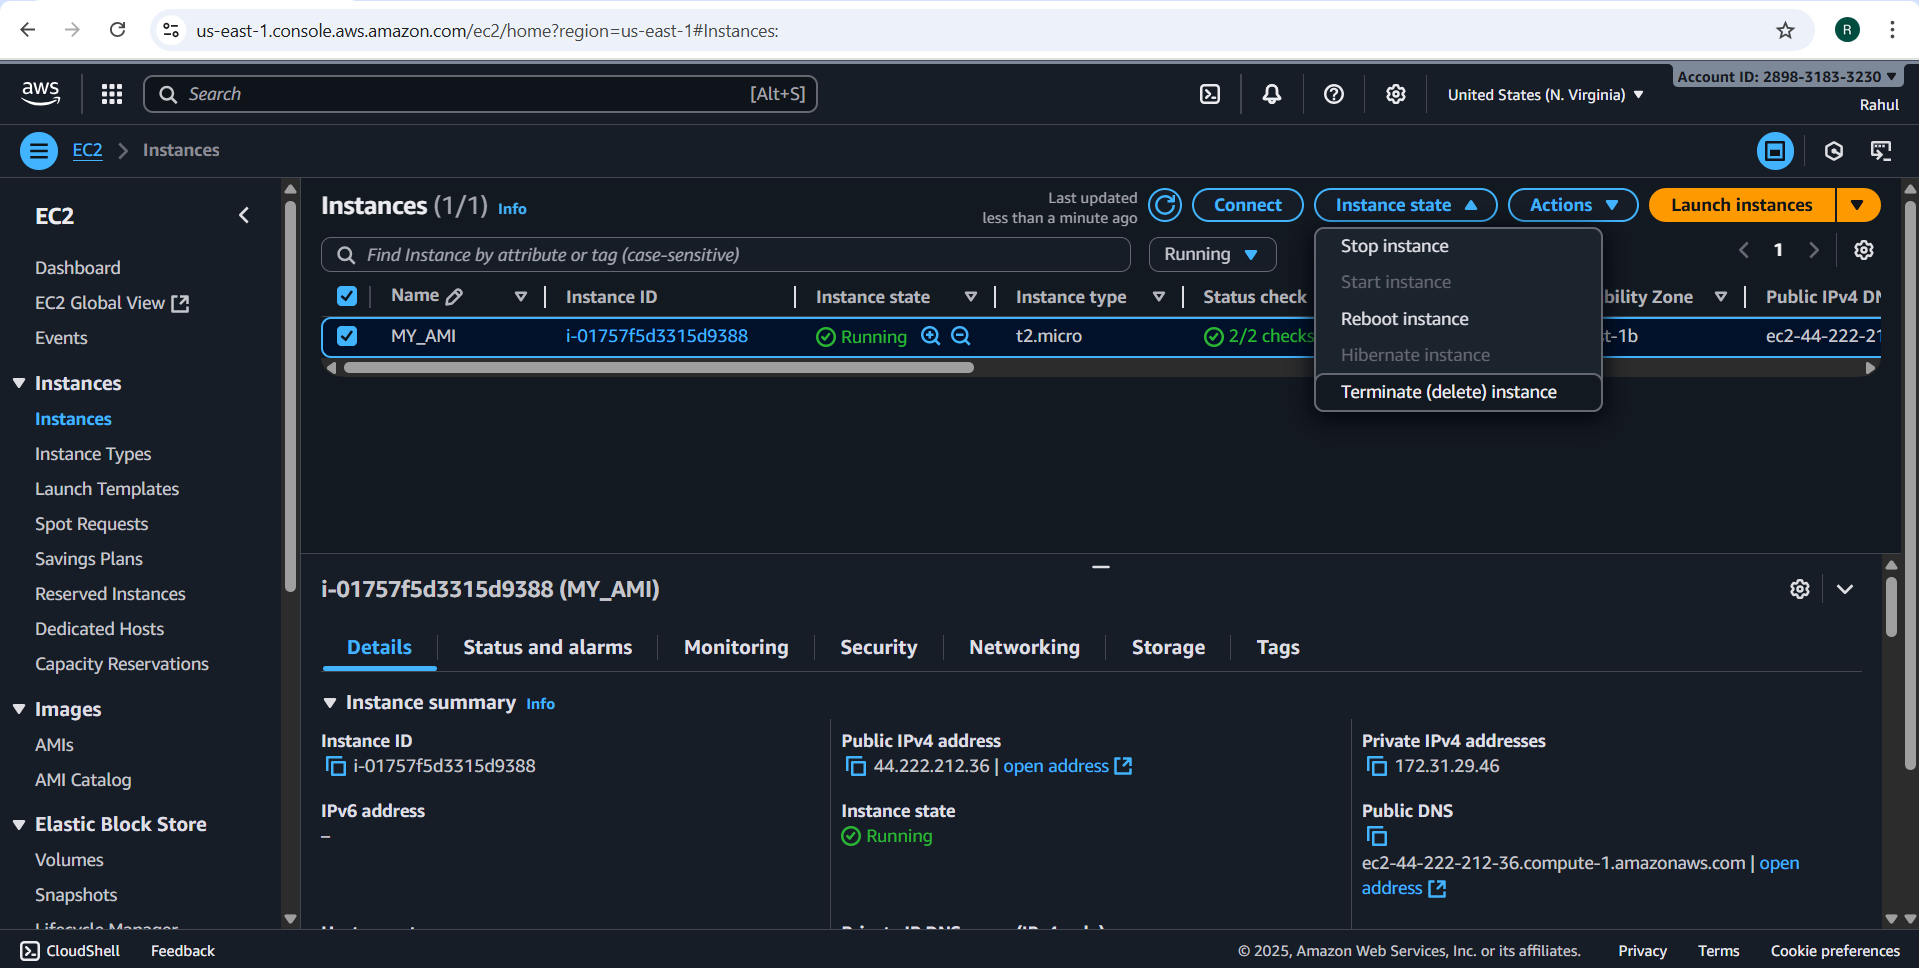 us-east-1.console.aws.amazon.com/ec2/home?region=us-east-1#Instances:
R
aws
Search
[Alt+S]
United States (N. Virginia)
Account ID: 2898-3183-3230
Rahul
EC2
Instances
EC2
Dashboard
EC2 Global View
Events
Instances
Instances
Instance Types
Launch Templates
Spot Requests
Savings Plans
Reserved Instances
Dedicated Hosts
Capacity Reservations
Images
AMIs
AMI Catalog
Elastic Block Store
Volumes
Snapshots
Lifecycle Manager
Instances (1/1) Info
Last updated
less than a minute ago
Connect
Instance state
Actions
Launch instances
Find Instance by attribute or tag (case-sensitive)
Running
1
Stop instance
Start instance
Reboot instance
Hibernate instance
Terminate (delete) instance
Name
Instance ID
Instance state
Instance type
Status check
bility Zone
Public IPv4 DN
MY_AMI
i-01757f5d3315d9388
Running
t2.micro
2/2 checks
t-1b
ec2-44-222-21
i-01757f5d3315d9388 (MY_AMI)
Details
Status and alarms
Monitoring
Security
Networking
Storage
Tags
Instance summary Info
Instance ID
i-01757f5d3315d9388
Public IPv4 address
44.222.212.36 | open address
Private IPv4 addresses
172.31.29.46
IPv6 address
–
Instance state
Running
Public DNS
ec2-44-222-212-36.compute-1.amazonaws.com | open
address
CloudShell
Feedback
© 2025, Amazon Web Services, Inc. or its affiliates.
Privacy
Terms
Cookie preferences